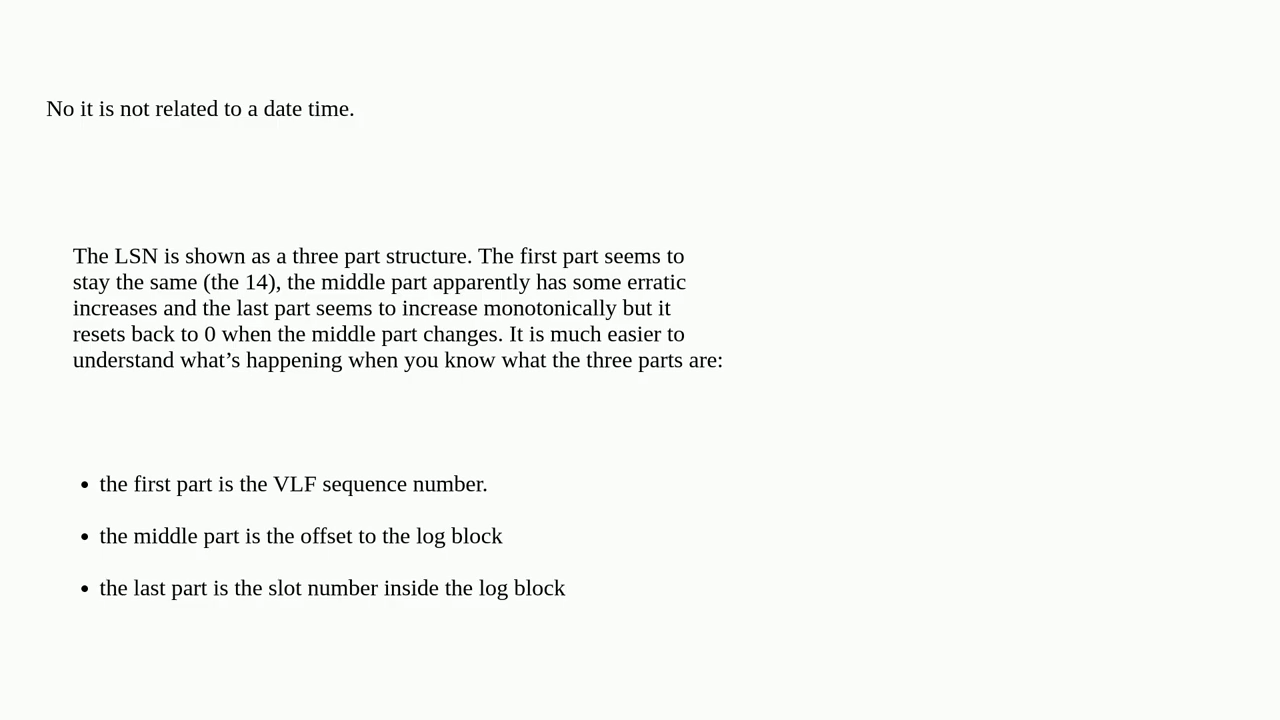 No it is not related to a date time.
The LSN is shown as a three part structure. The first part seems to
stay the same (the 14), the middle part apparently has some erratic
increases and the last part seems to increase monotonically but it
resets back to 0 when the middle part changes. It is much easier to
understand what’s happening when you know what the three parts are:
• the first part is the VLF sequence number.
• the middle part is the offset to the log block
• the last part is the slot number inside the log block